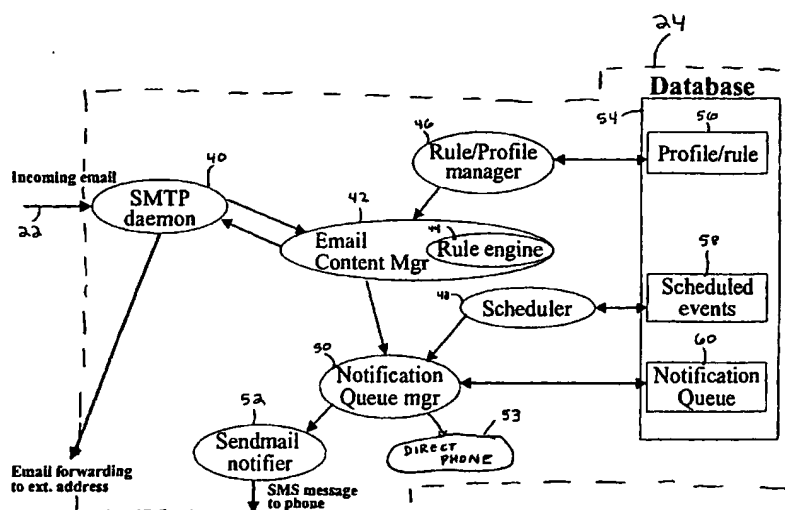 24
Database
54
56
Profile/rule
46
Rule/Profile
manager
40
Incoming email
SMTP
daemon
22
42
Email
Content Mgr
Rule engine
58
Scheduled
events
48
Scheduler
60
Notification
Queue
50
Notification
Queue mgr
52
Sendmail
notifier
53
DIRECT
PHONE
Email forwarding
to ext. address
SMS message
to phone